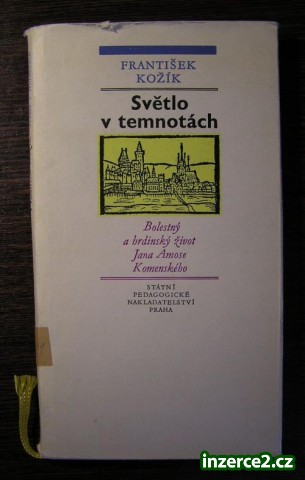 FRANTIŠEK
KOŽÍK
Světlo
v temnotách
Bolestný
a hrdinský život
Jana Amose
Komenského
STÁTNÍ
PEDAGOGICKÉ
NAKLADATELSTVÍ
PRAHA
inzerce2.cz